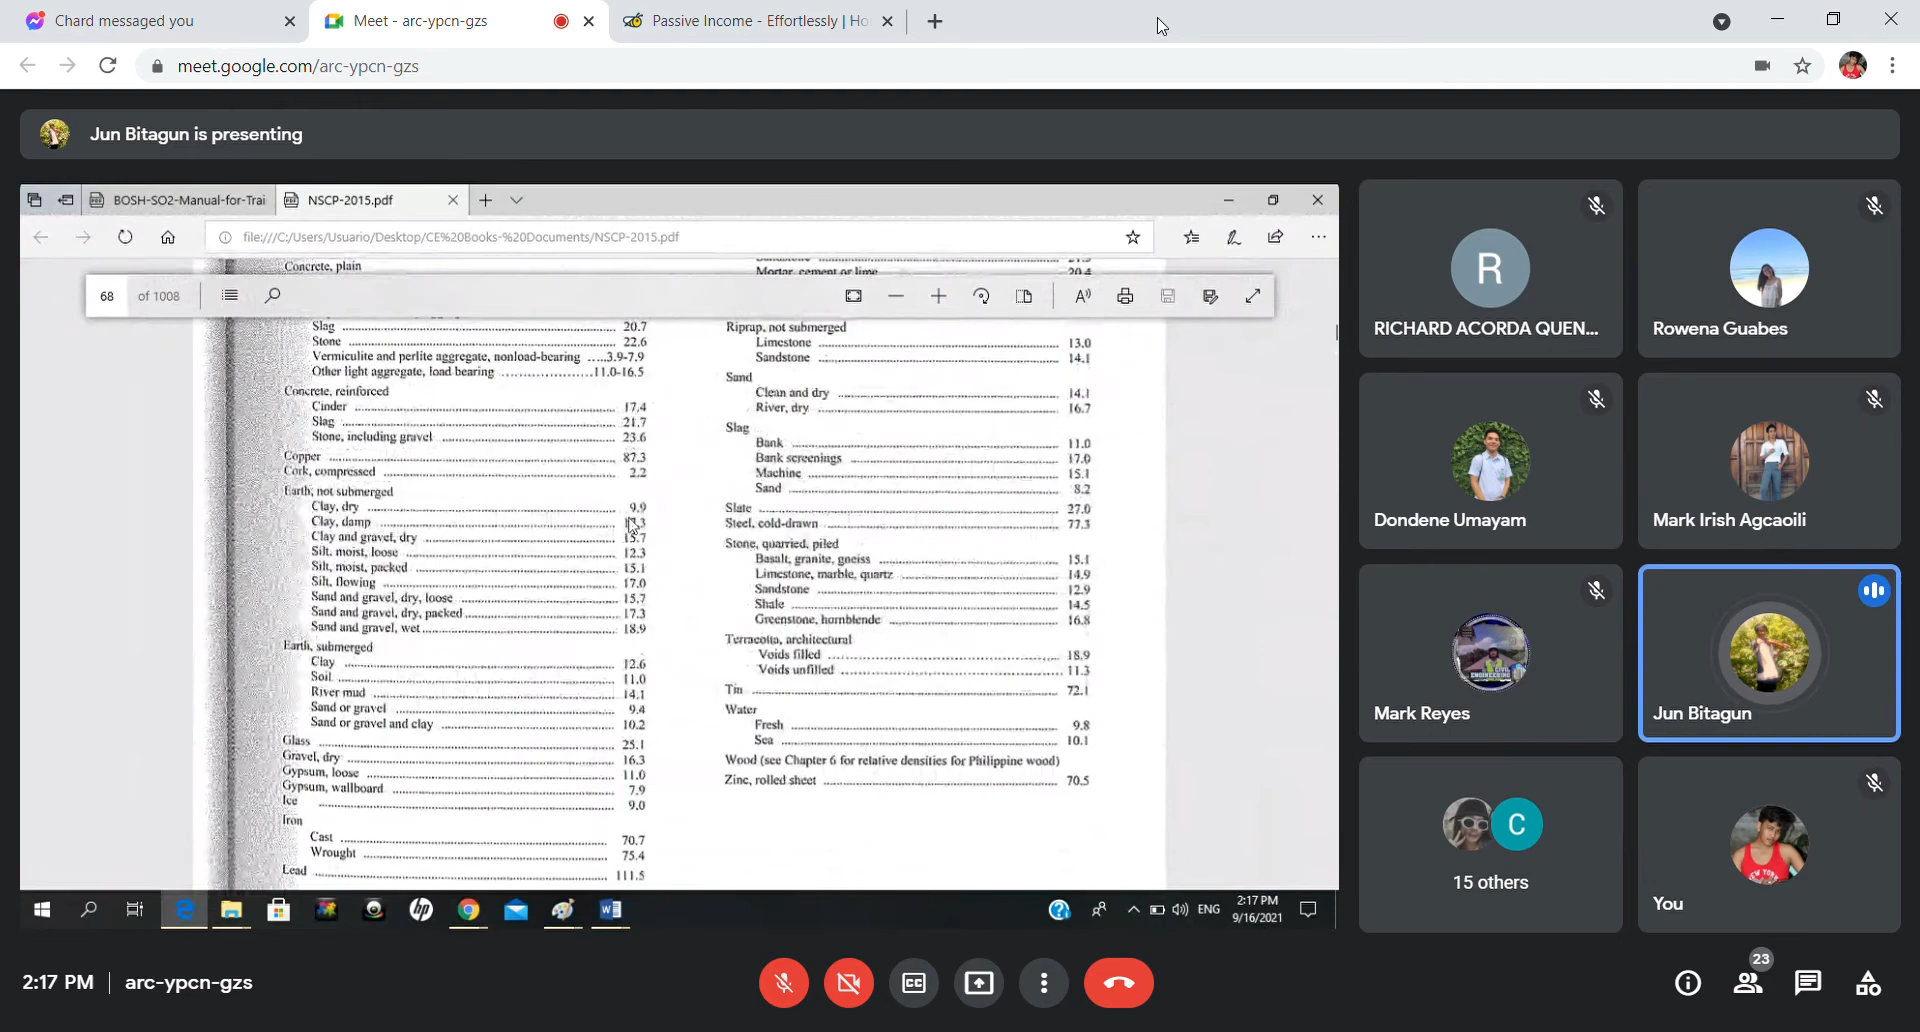 Chard messaged you
Meet - arc-ypcn-gzs
Passive Income - Effortlessly | Ho
meet.google.com/arc-ypcn-gzs
Jun Bitagun is presenting
BOSH-SO2-Manual-for-Trai
NSCP-2015.pdf
file:///C:/Users/Usuario/Desktop/CE%20Books-%20Documents/NSCP-2015.pdf
68 of 1008
Concrete, plain
Slag 20.7
Stone 22.6
Vermiculite and perlite aggregate, nonload-bearing .....3.9-7.9
Other light aggregate, load bearing .....................11.0-16.5
Concrete, reinforced
Cinder 17.4
Slag 21.7
Stone, including gravel 23.6
Copper 87.3
Cork, compressed 2.2
Earth, not submerged
Clay, dry 9.9
Clay, damp
Clay and gravel, dry 15.7
Silt, moist, loose 12.3
Silt, moist, packed 15.1
Silt, flowing 17.0
Sand and gravel, dry, loose 15.7
Sand and gravel, dry, packed 17.3
Sand and gravel, wet 18.9
Earth, submerged
Clay 12.6
Soil 11.0
River mud 14.1
Sand or gravel 9.4
Sand or gravel and clay 10.2
Glass 25.1
Gravel, dry 16.3
Gypsum, loose 11.0
Gypsum, wallboard 7.9
Ice 9.0
Iron
Cast 70.7
Wrought 75.4
Lead 111.5
Mortar, cement or lime 20.4
Riprap, not submerged
Limestone 13.0
Sandstone 14.1
Sand
Clean and dry 14.1
River, dry 16.7
Slag
Bank 11.0
Bank screenings 17.0
Machine 15.1
Sand 8.2
Slate 27.0
Steel, cold-drawn 77.3
Stone, quarried, piled
Basalt, granite, gneiss 15.1
Limestone, marble, quartz 14.9
Sandstone 12.9
Shale 14.5
Greenstone, hornblende 16.8
Terracotta, architectural
Voids filled 18.9
Voids unfilled 11.3
Tin 72.1
Water
Fresh 9.8
Sea 10.1
Wood (see Chapter 6 for relative densities for Philippine wood)
Zinc, rolled sheet 70.5
hp
ENG
2:17 PM
9/16/2021
R
RICHARD ACORDA QUEN...
Rowena Guabes
Dondene Umayam
Mark Irish Agcaoili
Mark Reyes
Jun Bitagun
C
15 others
You
2:17 PM | arc-ypcn-gzs
CC
23